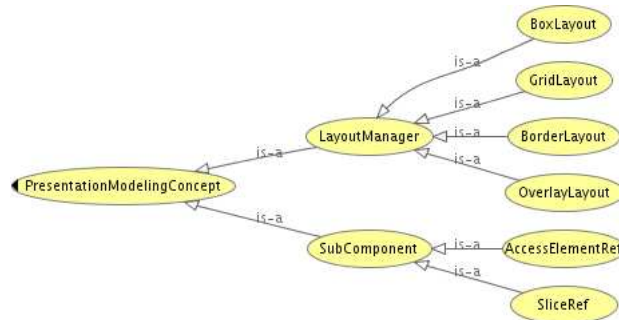 BoxLayout
is-a
GridLayout
is-a
LayoutManager
is-a
BorderLayout
is-a
is-a
PresentationModelingConcept
OverlayLayout
is-a
SubComponent
is-a
AccessElementRef
is-a
SliceRef